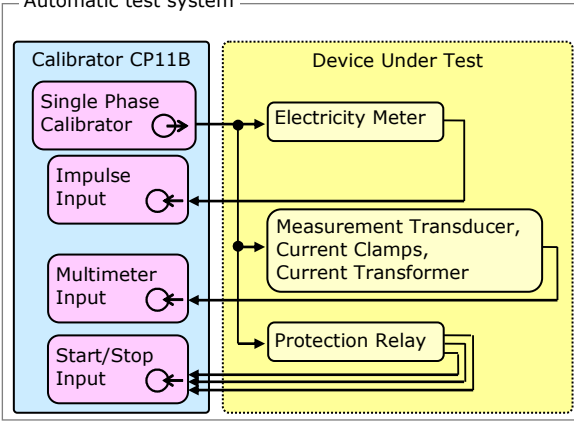 Automatic test system
Calibrator CP11B
Device Under Test
Single Phase
Calibrator
Electricity Meter
Impulse
Input
Measurement Transducer,
Current Clamps,
Current Transformer
Multimeter
Input
Protection Relay
Start/Stop
Input